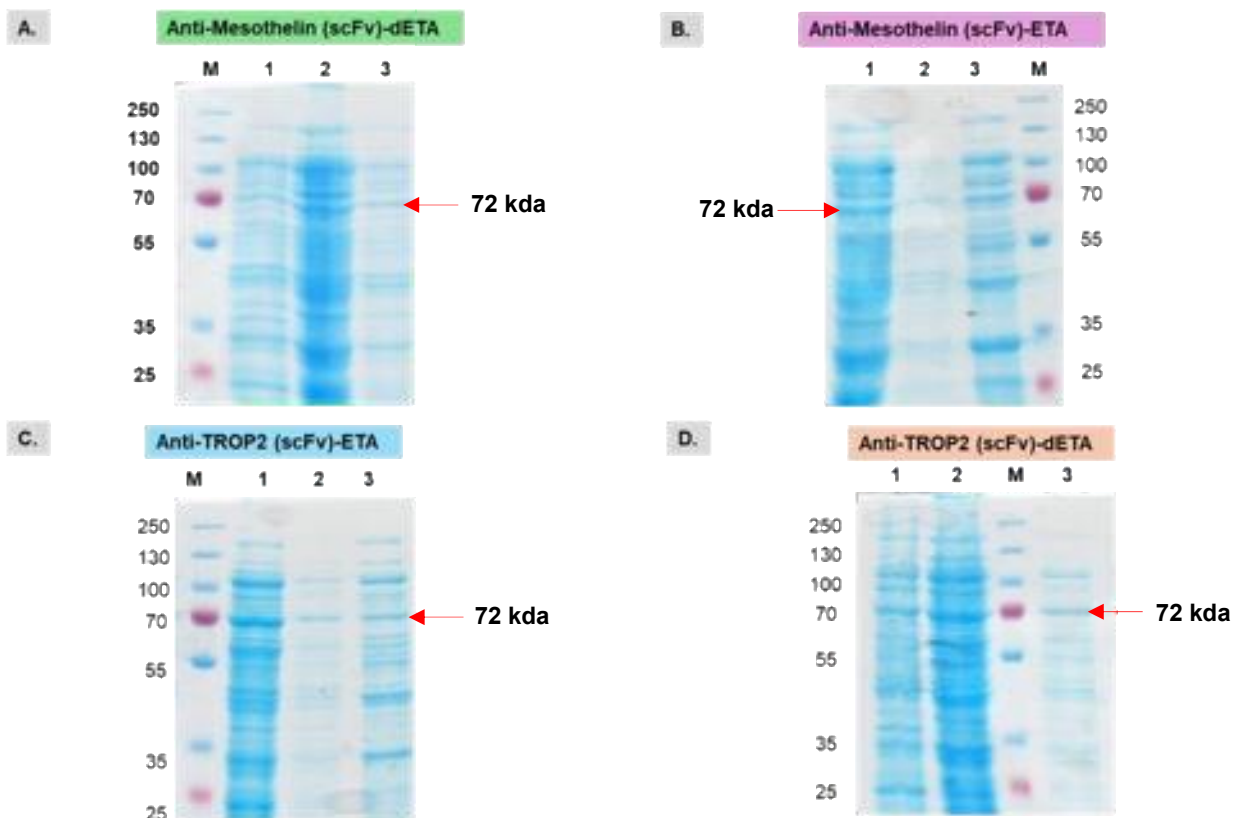 A.
Anti-Mesothelin (scFv)-dETA
M 1 2 3
250
130
100
70
55
35
25
72 kda
B.
Anti-Mesothelin (scFv)-ETA
1 2 3 M
72 kda
250
130
100
70
55
35
25
C.
Anti-TROP2 (scFv)-ETA
M 1 2 3
250
130
100
70
55
35
25
72 kda
D.
Anti-TROP2 (scFv)-dETA
1 2 M 3
250
130
100
70
55
35
25
72 kda